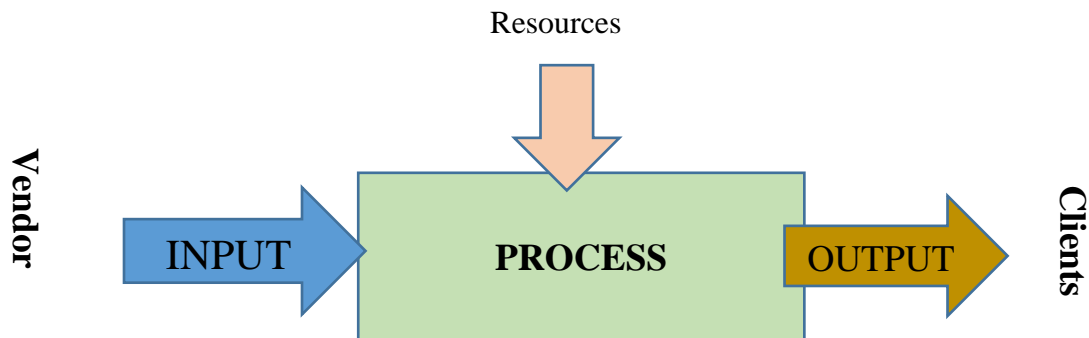 Resources
Vendor
INPUT
PROCESS
OUTPUT
Clients